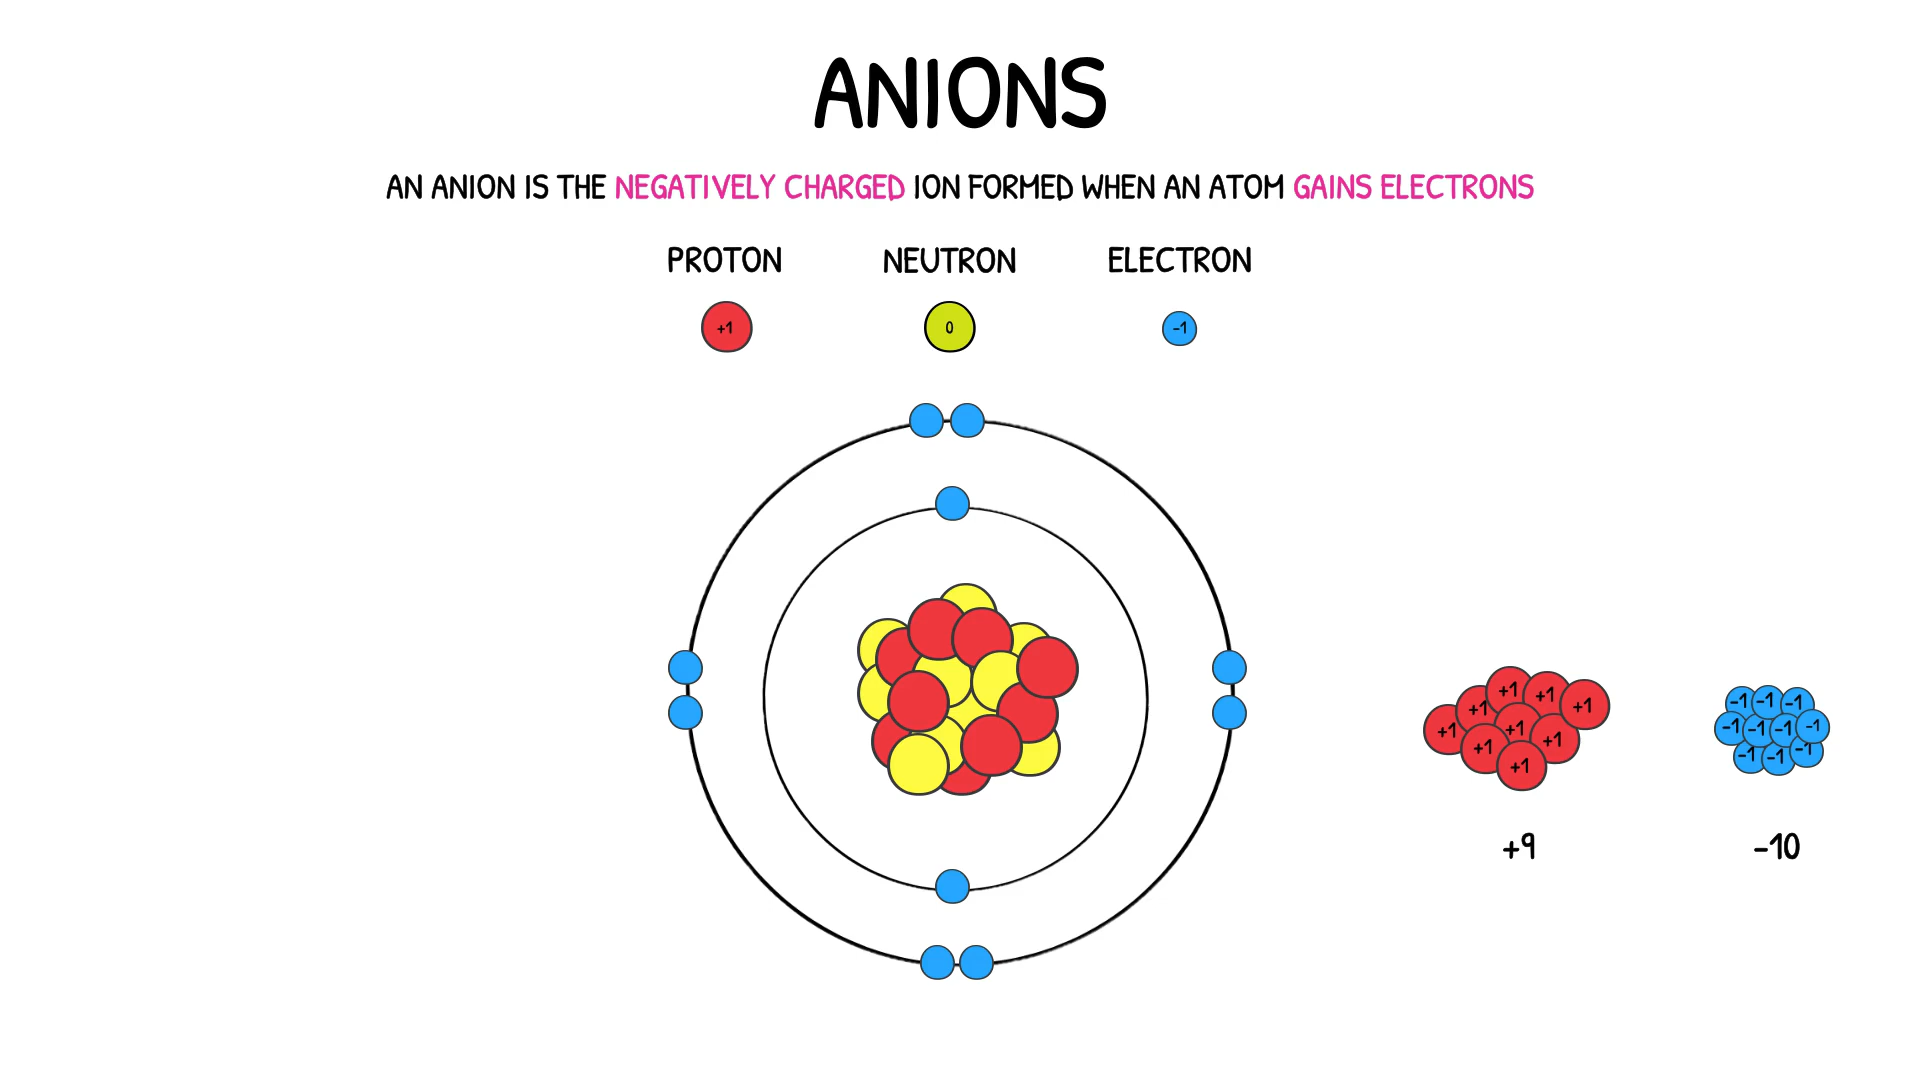 ANIONS
AN ANION IS THE NEGATIVELY CHARGED ION FORMED WHEN AN ATOM GAINS ELECTRONS
PROTON NEUTRON ELECTRON
+1 0 -1
+1 +1 +1 +1 +1 +1 +1 +1 +1
-1 -1 -1 -1 -1 -1 -1 -1 -1 -1
+9 -10